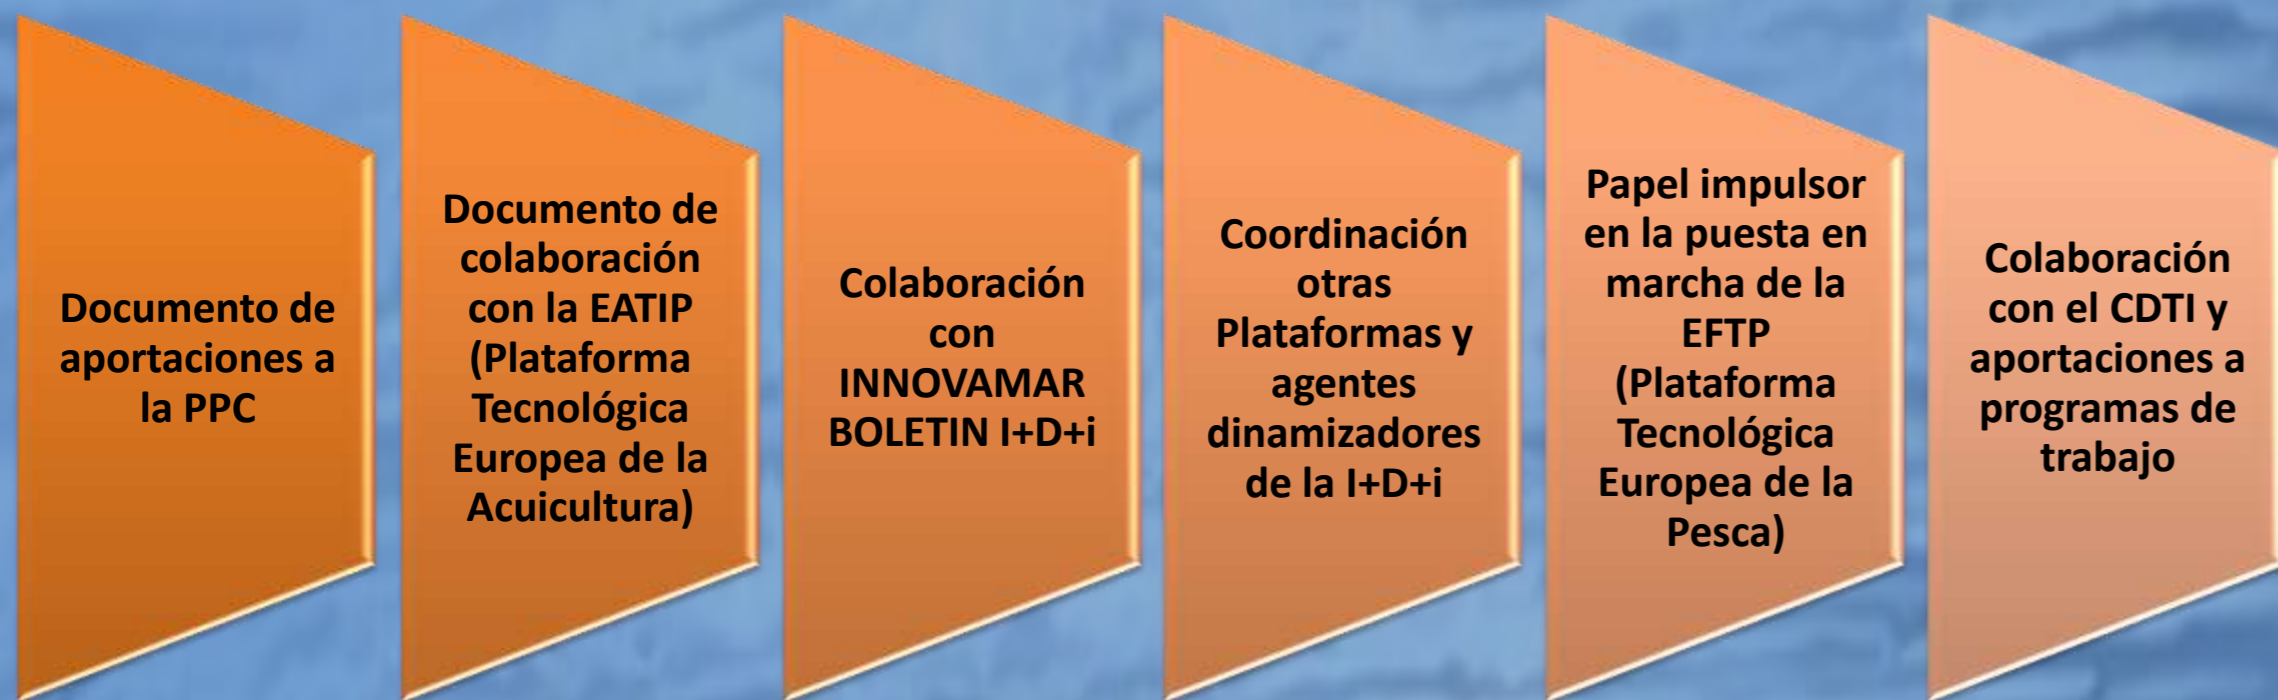 Documento de
aportaciones a
la PPC
Documento de
colaboración
con la EATIP
(Plataforma
Tecnológica
Europea de la
Acuicultura)
Colaboración
con
INNOVAMAR
BOLETIN I+D+i
Coordinación
otras
Plataformas y
agentes
dinamizadores
de la I+D+i
Papel impulsor
en la puesta en
marcha de la
EFTP
(Plataforma
Tecnológica
Europea de la
Pesca)
Colaboración
con el CDTI y
aportaciones a
programas de
trabajo